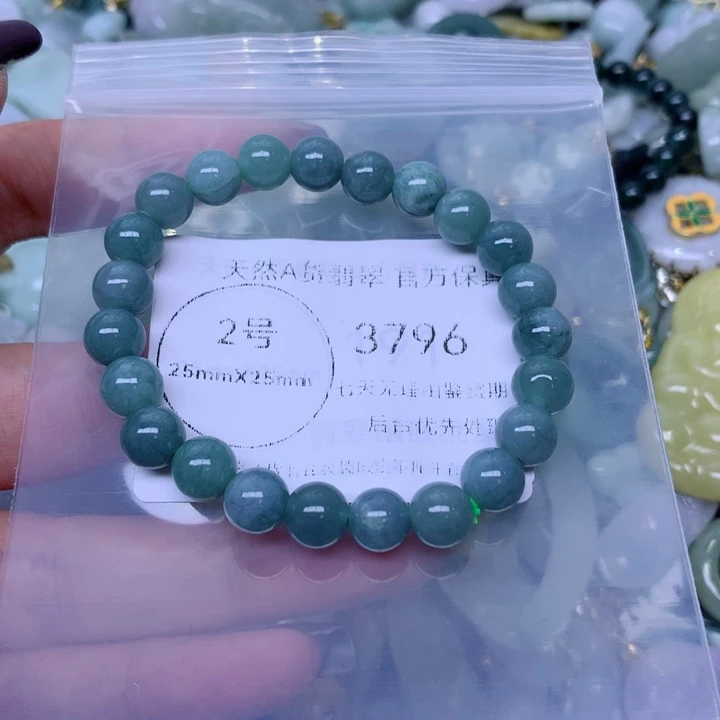 天然A货翡翠 官方保真
2号
3796
25mmX25mm
七天无理由鉴赏期
后台优先处理